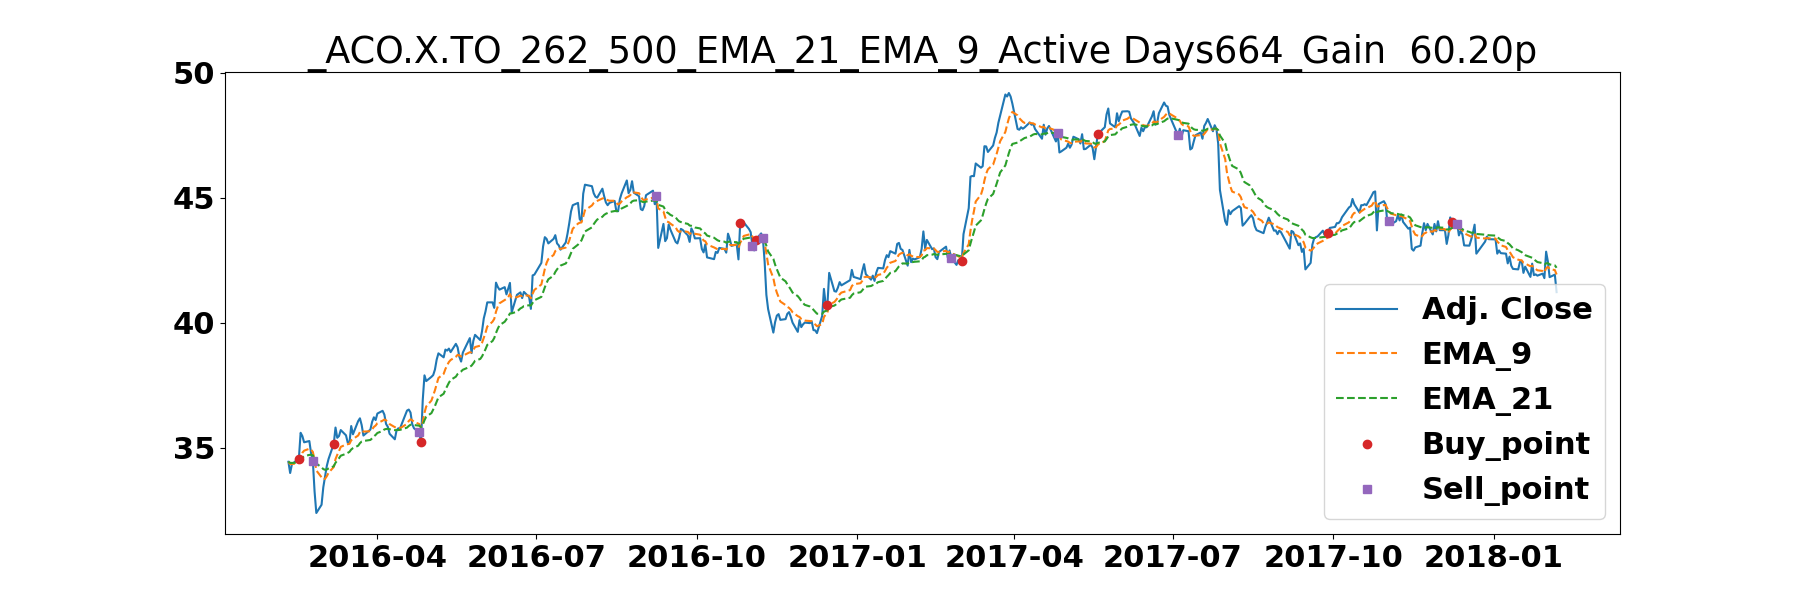 _ACO.X.TO_262_500_EMA_21_EMA_9_Active Days664_Gain  60.20p
50
45
40
35
2016-04 2016-07 2016-10 2017-01 2017-04 2017-07 2017-10 2018-01
Adj. Close
EMA_9
EMA_21
Buy_point
Sell_point